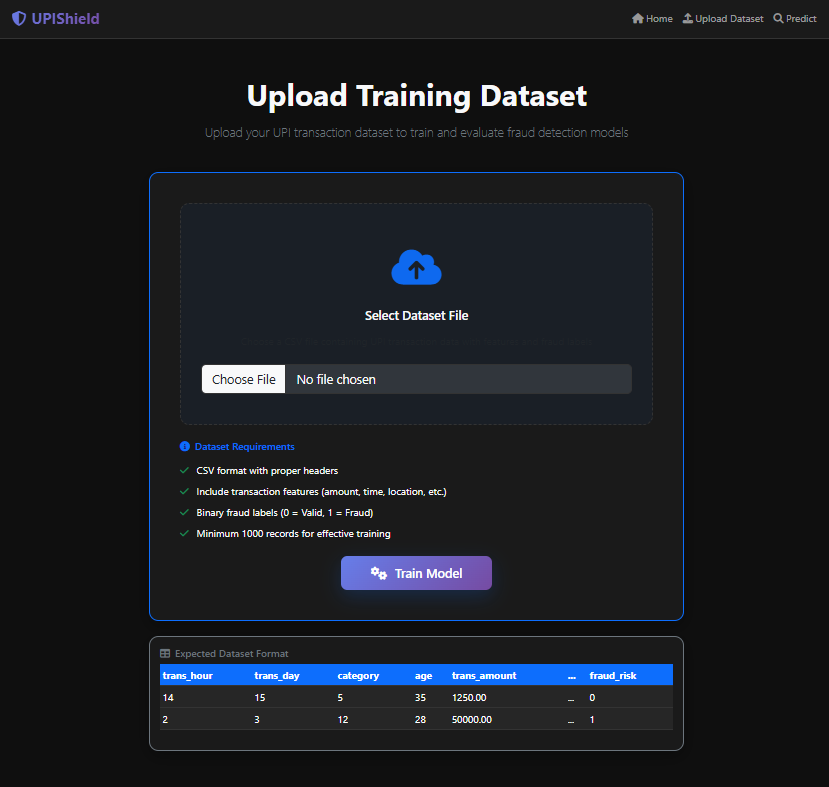 UPIShield
Home Upload Dataset Predict
Upload Training Dataset
Upload your UPI transaction dataset to train and evaluate fraud detection models
Select Dataset File
Choose File No file chosen
Dataset Requirements
CSV format with proper headers
Include transaction features (amount, time, location, etc.)
Binary fraud labels (0 = Valid, 1 = Fraud)
Minimum 1000 records for effective training
Train Model
Expected Dataset Format
trans_hour trans_day category age trans_amount ... fraud_risk
14 15 5 35 1250.00 ... 0
2 3 12 28 50000.00 ... 1